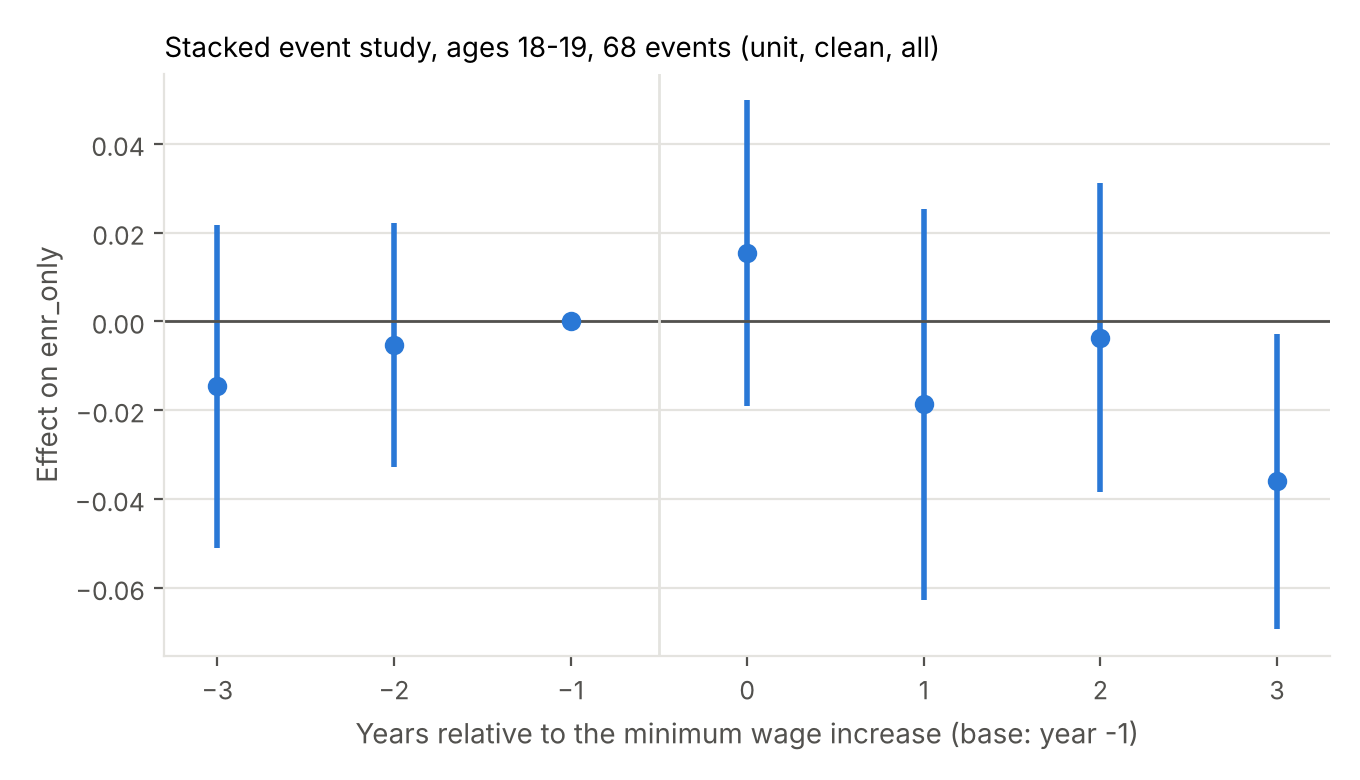 Stacked event study, ages 18-19, 68 events (unit, clean, all)
Effect on enr_only
0.04
0.02
0.00
−0.02
−0.04
−0.06
−3 −2 −1 0 1 2 3
Years relative to the minimum wage increase (base: year -1)